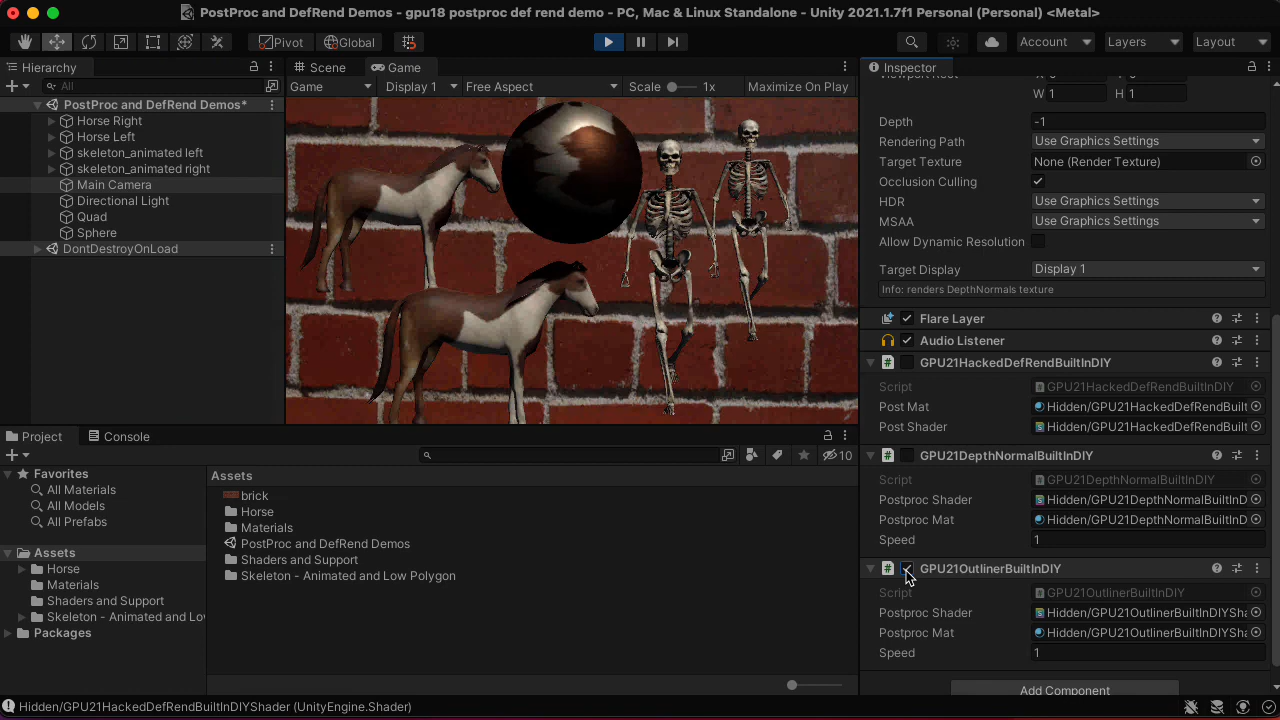 PostProc and DefRend Demos - gpu18 postproc def rend demo - PC, Mac & Linux Standalone - Unity 2021.1.7f1 Personal (Personal) <Metal>
Pivot Global Account Layers Layout
Hierarchy
All
PostProc and DefRend Demos*
Horse Right
Horse Left
skeleton_animated left
skeleton_animated right
Main Camera
Directional Light
Quad
Sphere
DontDestroyOnLoad
Scene Game
Game Display 1 Free Aspect Scale 1x Maximize On Play
Inspector
W 1 H 1
Depth -1
Rendering Path Use Graphics Settings
Target Texture None (Render Texture)
Occlusion Culling
HDR Use Graphics Settings
MSAA Use Graphics Settings
Allow Dynamic Resolution
Target Display Display 1
Info: renders DepthNormals texture
Flare Layer
Audio Listener
GPU21HackedDefRendBuiltInDIY
Script GPU21HackedDefRendBuiltInDIY
Post Mat Hidden/GPU21HackedDefRendBuilt
Post Shader Hidden/GPU21HackedDefRendBuilt
GPU21DepthNormalBuiltInDIY
Script GPU21DepthNormalBuiltInDIY
Postproc Shader Hidden/GPU21DepthNormalBuiltInD
Postproc Mat Hidden/GPU21DepthNormalBuiltInD
Speed 1
GPU21OutlinerBuiltInDIY
Script GPU21OutlinerBuiltInDIY
Postproc Shader Hidden/GPU21OutlinerBuiltInDIYSha
Postproc Mat Hidden/GPU21OutlinerBuiltInDIYSha
Speed 1
Add Component
Project Console
10
Favorites
All Materials
All Models
All Prefabs
Assets
Horse
Materials
Shaders and Support
Skeleton - Animated and Lo
Packages
Assets
brick
Horse
Materials
PostProc and DefRend Demos
Shaders and Support
Skeleton - Animated and Low Polygon
Hidden/GPU21HackedDefRendBuiltInDIYShader (UnityEngine.Shader)